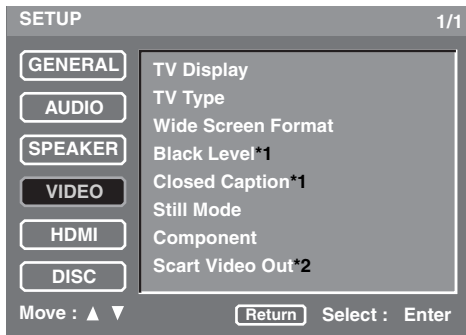 SETUP 1/1
GENERAL
AUDIO
SPEAKER
VIDEO
HDMI
DISC
TV Display
TV Type
Wide Screen Format
Black Level*1
Closed Caption*1
Still Mode
Component
Scart Video Out*2
Move : ▲ ▼ Return Select : Enter